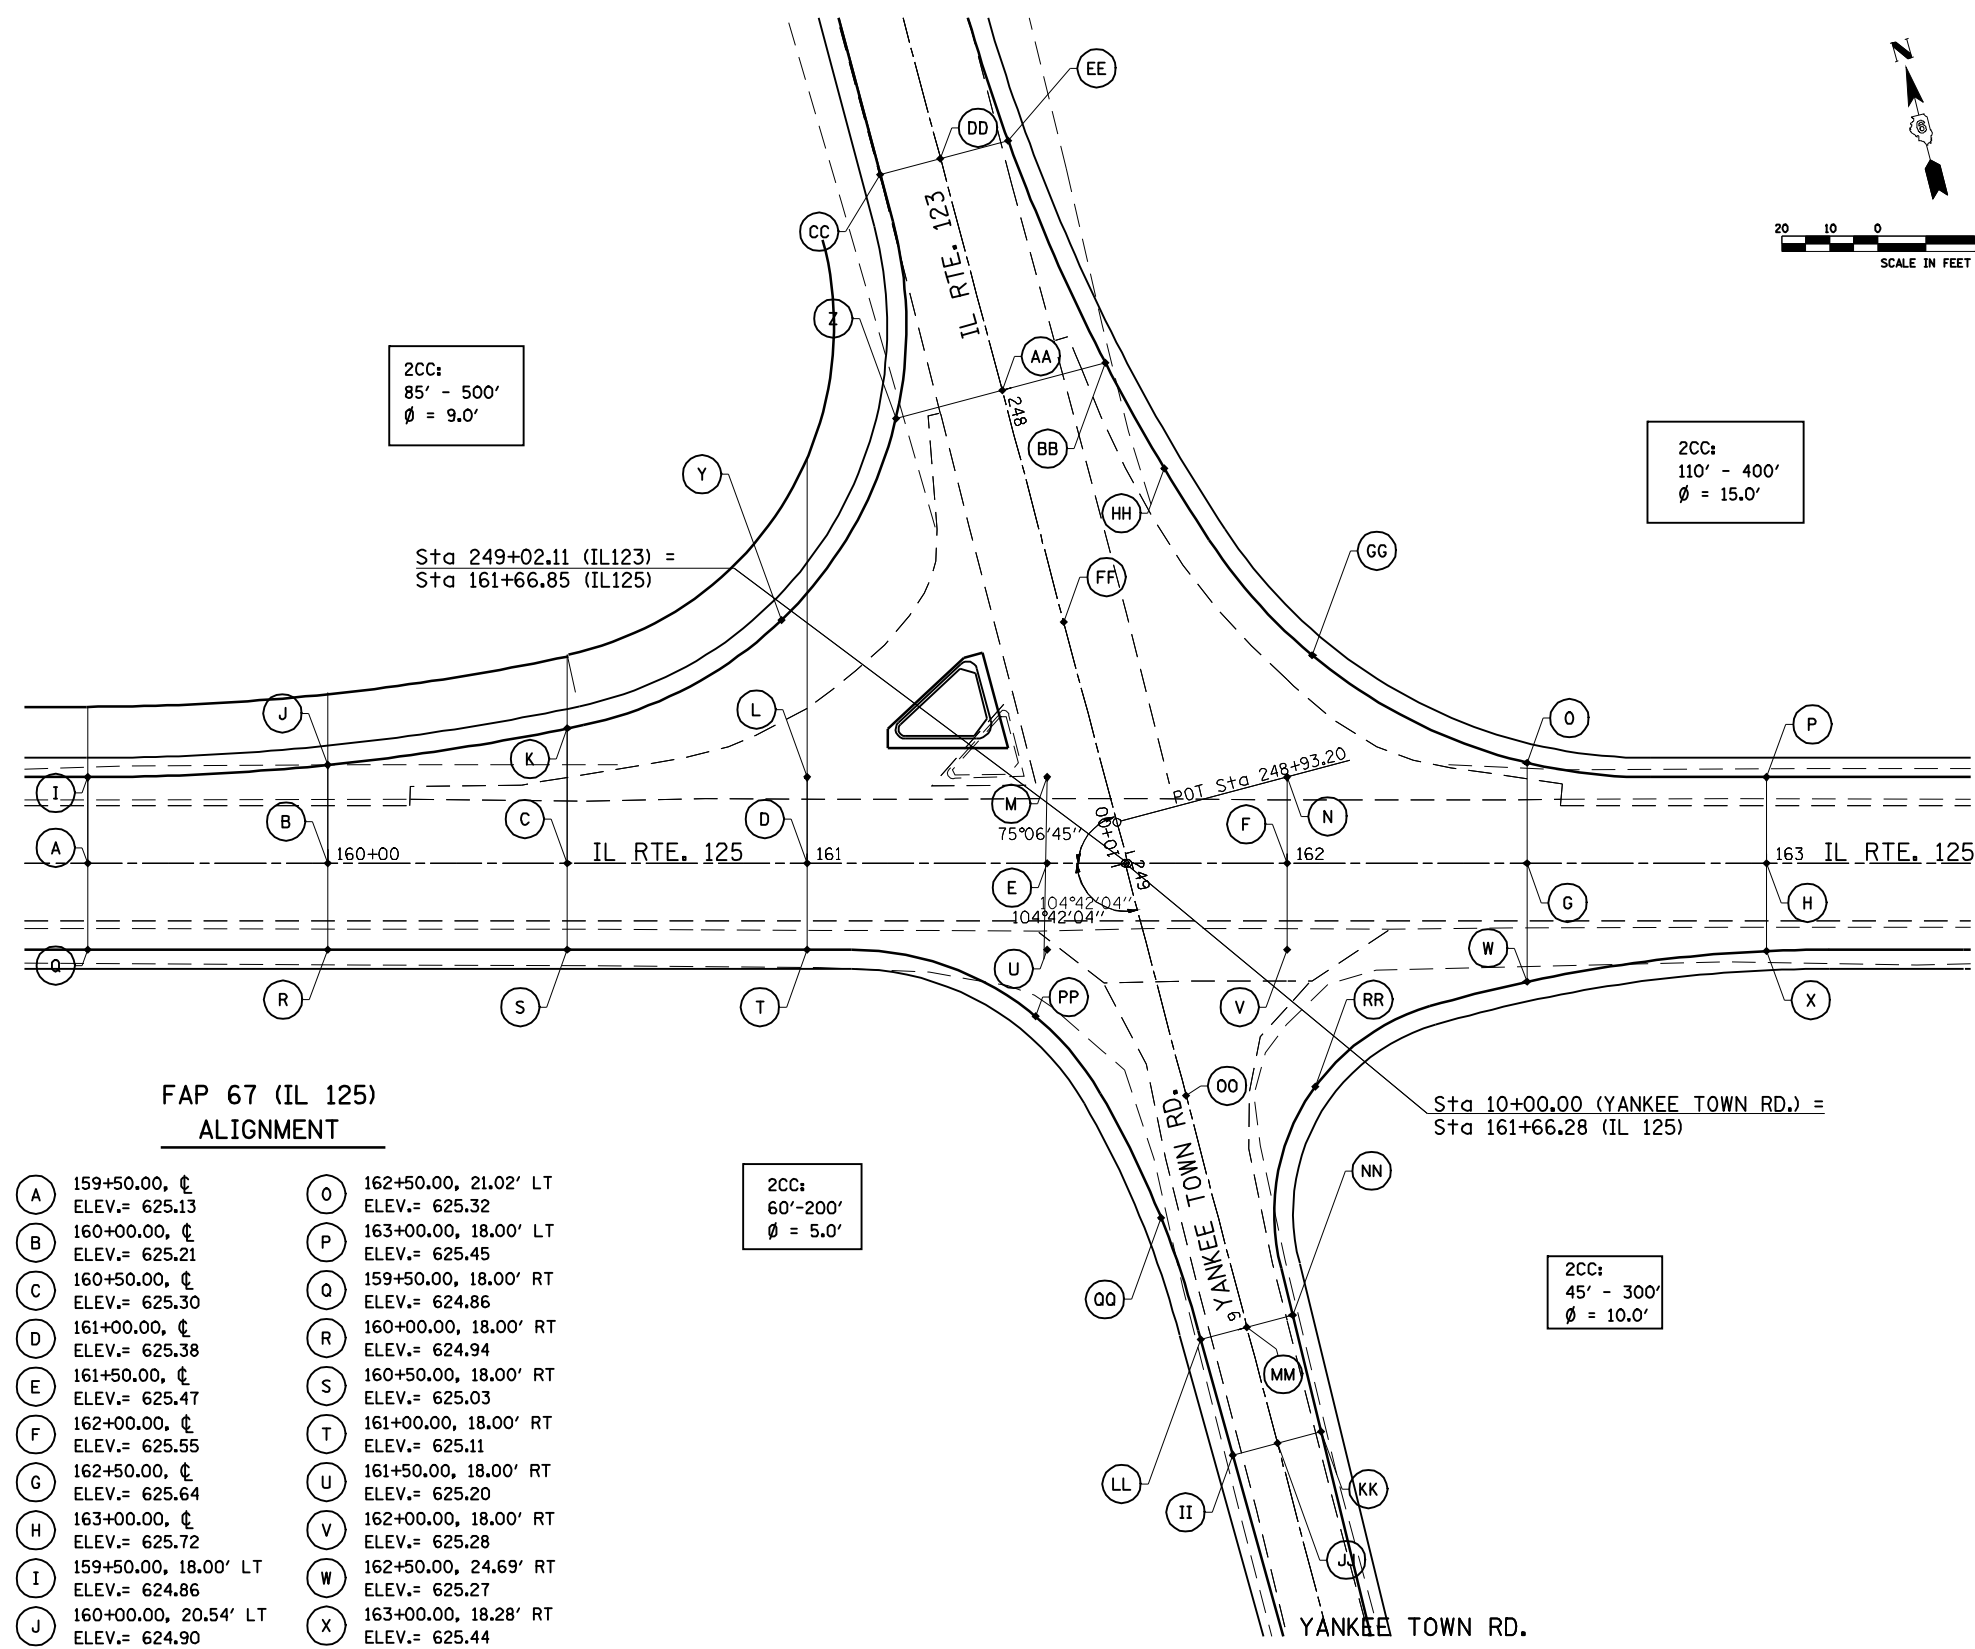 EE
DD
N
6
20 10 0
SCALE IN FEET
CC
IL RTE. 123
Z
AA
248
BB
2CC:
85' - 500'
Ø = 9.0'
2CC:
110' - 400'
Ø = 15.0'
Y
HH
GG
FF
Sta 249+02.11 (IL123) =
Sta 161+66.85 (IL125)
J
K
L
O
P
I
M
N
POT Sta 248+93.20
75°06'45"
10+00
249
A
B
C
D
E
F
G
H
160+00
IL RTE. 125
161
162
163
IL RTE. 125
104°42'04"
104°42'04"
Q
R
S
T
U
V
W
X
PP
RR
OO
Sta 10+00.00 (YANKEE TOWN RD.) =
Sta 161+66.28 (IL 125)
YANKEE TOWN RD.
9
NN
QQ
MM
LL
II
KK
JJ
YANKEE TOWN RD.
2CC:
60'-200'
Ø = 5.0'
2CC:
45' - 300'
Ø = 10.0'
FAP 67 (IL 125)
ALIGNMENT
A 159+50.00, ℄
ELEV.= 625.13
B 160+00.00, ℄
ELEV.= 625.21
C 160+50.00, ℄
ELEV.= 625.30
D 161+00.00, ℄
ELEV.= 625.38
E 161+50.00, ℄
ELEV.= 625.47
F 162+00.00, ℄
ELEV.= 625.55
G 162+50.00, ℄
ELEV.= 625.64
H 163+00.00, ℄
ELEV.= 625.72
I 159+50.00, 18.00' LT
ELEV.= 624.86
J 160+00.00, 20.54' LT
ELEV.= 624.90
O 162+50.00, 21.02' LT
ELEV.= 625.32
P 163+00.00, 18.00' LT
ELEV.= 625.45
Q 159+50.00, 18.00' RT
ELEV.= 624.86
R 160+00.00, 18.00' RT
ELEV.= 624.94
S 160+50.00, 18.00' RT
ELEV.= 625.03
T 161+00.00, 18.00' RT
ELEV.= 625.11
U 161+50.00, 18.00' RT
ELEV.= 625.20
V 162+00.00, 18.00' RT
ELEV.= 625.28
W 162+50.00, 24.69' RT
ELEV.= 625.27
X 163+00.00, 18.28' RT
ELEV.= 625.44